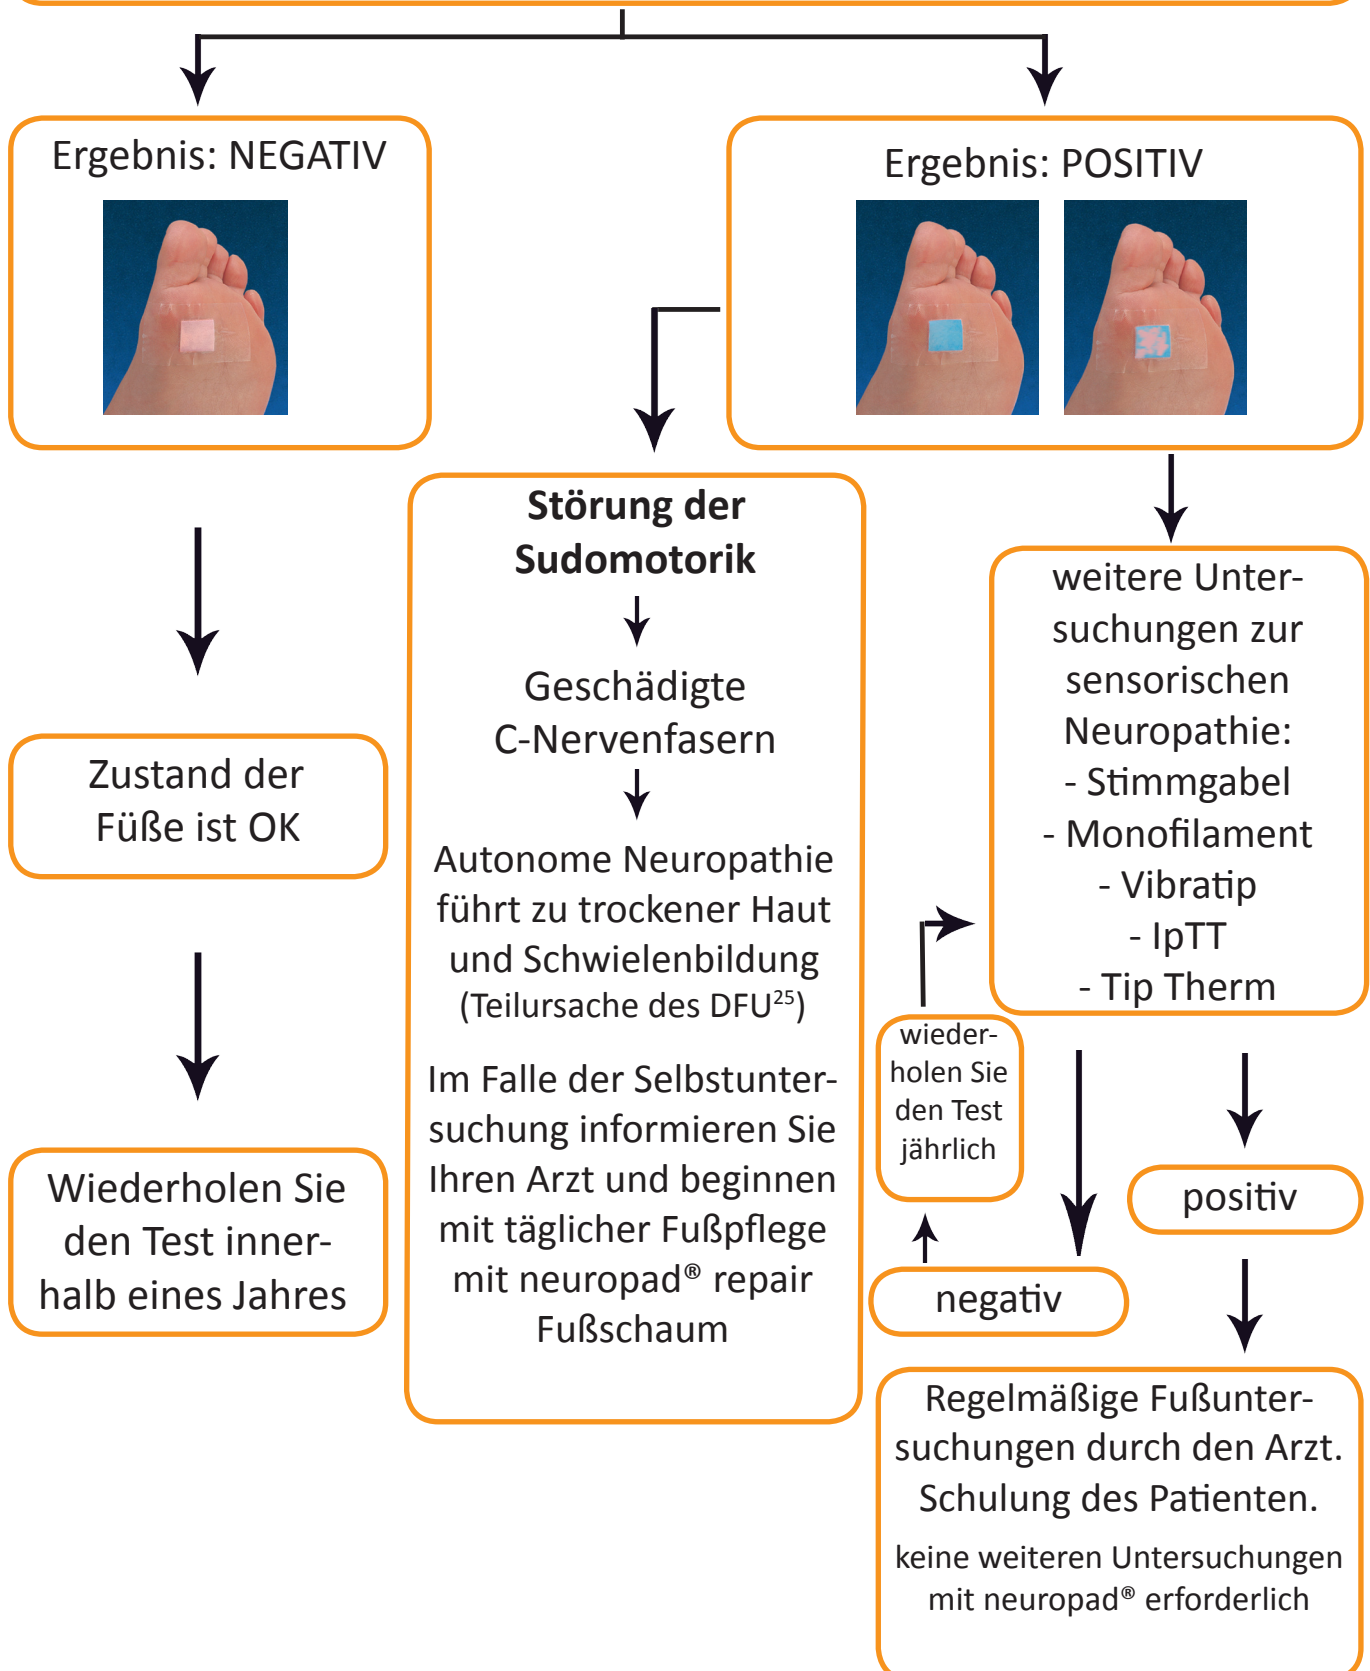 Ergebnis: NEGATIV
Ergebnis: POSITIV
Störung der
Sudomotorik
Geschädigte
C-Nervenfasern
Autonome Neuropathie
führt zu trockener Haut
und Schwielenbildung
(Teilursache des DFU²⁵)
Im Falle der Selbstunter-
suchung informieren Sie
Ihren Arzt und beginnen
mit täglicher Fußpflege
mit neuropad® repair
Fußschaum
weitere Unter-
suchungen zur
sensorischen
Neuropathie:
- Stimmgabel
- Monofilament
- Vibratip
- IpTT
- Tip Therm
Zustand der
Füße ist OK
Wiederholen Sie
den Test inner-
halb eines Jahres
wieder-
holen Sie
den Test
jährlich
negativ
positiv
Regelmäßige Fußunter-
suchungen durch den Arzt.
Schulung des Patienten.
keine weiteren Untersuchungen
mit neuropad® erforderlich